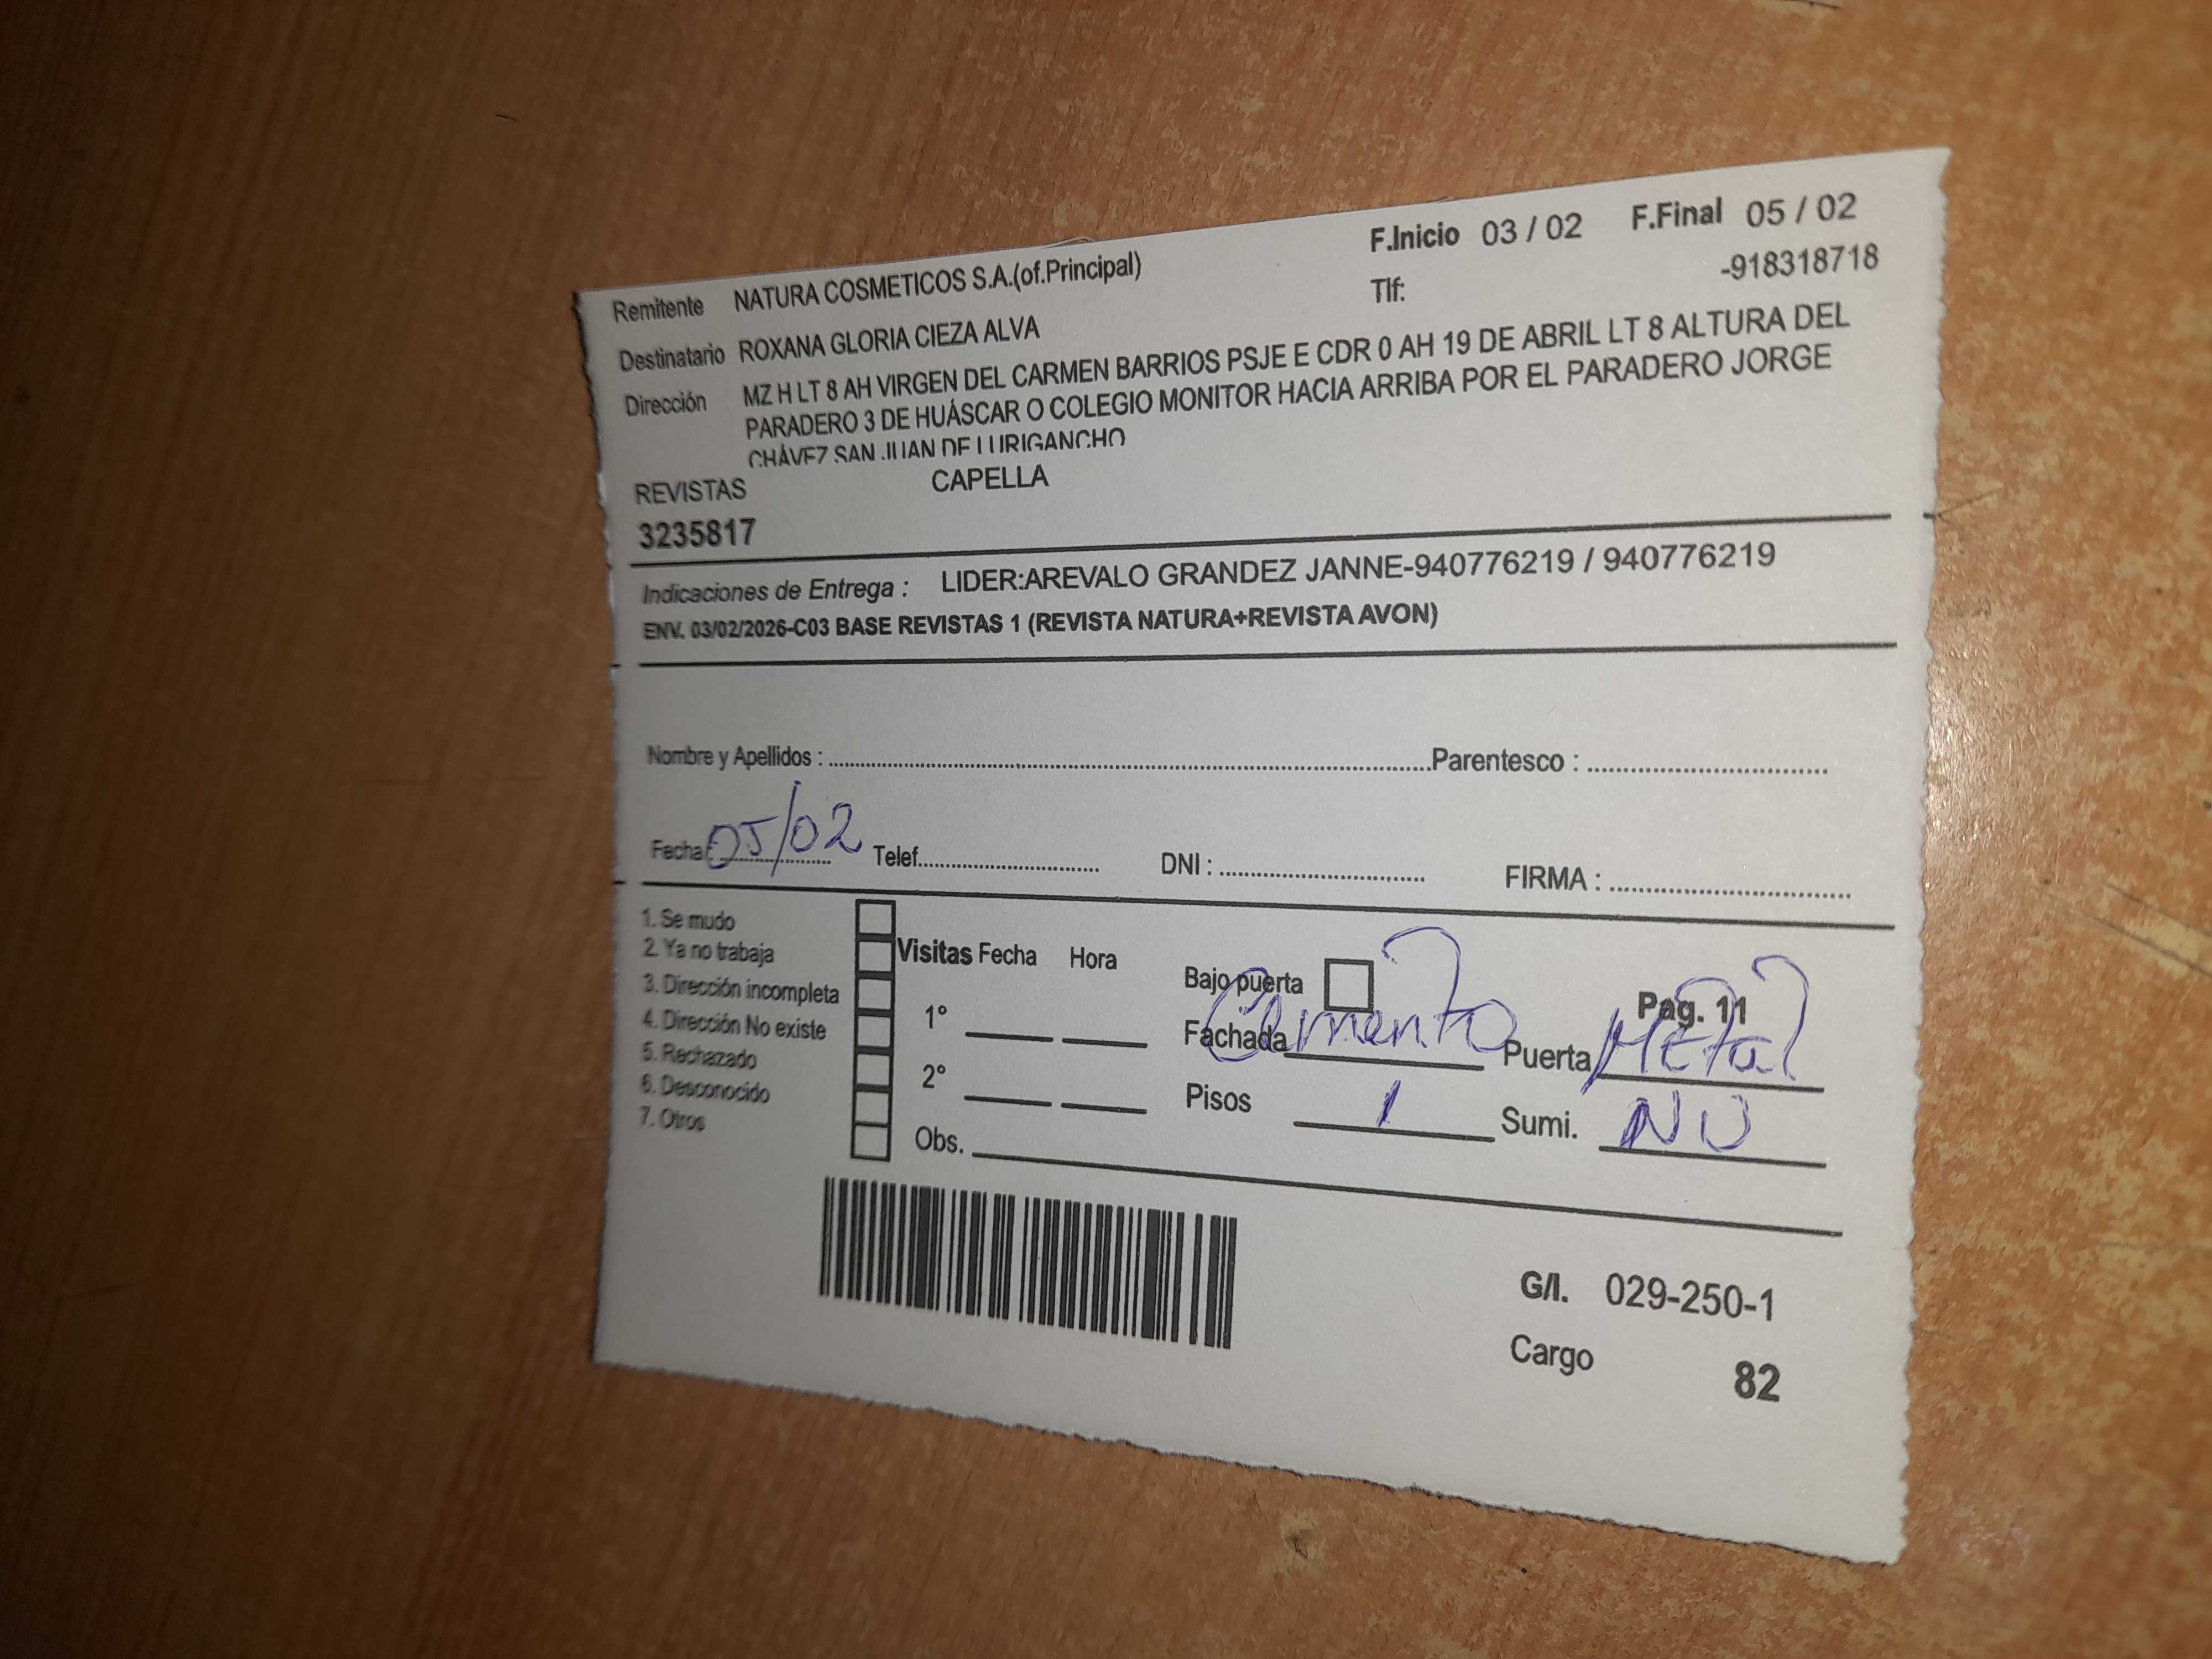 F.Inicio 03 / 02 F.Final 05 / 02
Remitente NATURA COSMETICOS S.A.(of.Principal) Tlf: -918318718
Destinatario ROXANA GLORIA CIEZA ALVA
Dirección MZ H LT 8 AH VIRGEN DEL CARMEN BARRIOS PSJE E CDR 0 AH 19 DE ABRIL LT 8 ALTURA DEL
PARADERO 3 DE HUÁSCAR O COLEGIO MONITOR HACIA ARRIBA POR EL PARADERO JORGE
CHÁVEZ SAN JUAN DE LURIGANCHO
REVISTAS CAPELLA
3235817
Indicaciones de Entrega : LIDER:AREVALO GRANDEZ JANNE-940776219 / 940776219
ENV. 03/02/2026-C03 BASE REVISTAS 1 (REVISTA NATURA+REVISTA AVON)
Nombre y Apellidos : Parentesco :
Fecha: 05/02 Telef. DNI : FIRMA :
1. Se mudo
2. Ya no trabaja
3. Dirección incompleta
4. Dirección No existe
5. Rechazado
6. Desconocido
7. Otros
Visitas Fecha Hora
1°
2°
Obs.
Bajo puerta Pag. 11
Fachada Cemento Puerta Metal
Pisos 1 Sumi. NO
G/I. 029-250-1
Cargo 82